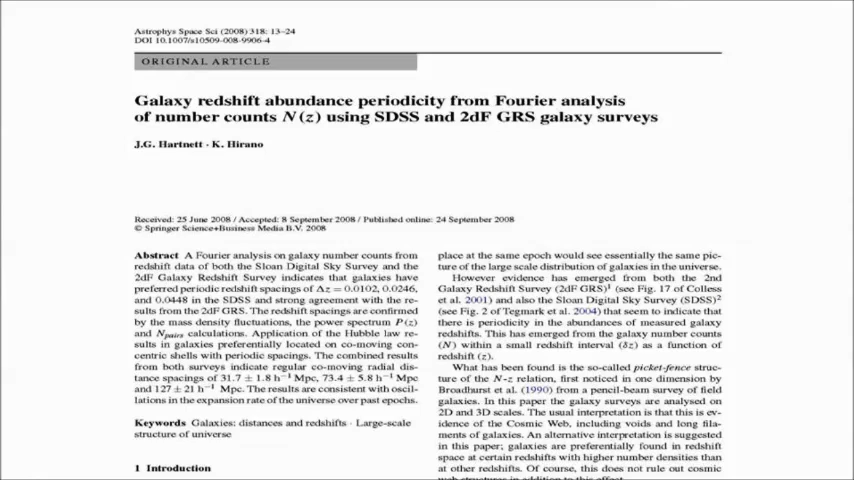 Astrophys Space Sci (2008) 318: 13–24
DOI 10.1007/s10509-008-9906-4
ORIGINAL ARTICLE
Galaxy redshift abundance periodicity from Fourier analysis
of number counts N(z) using SDSS and 2dF GRS galaxy surveys
J.G. Hartnett · K. Hirano
Received: 25 June 2008 / Accepted: 8 September 2008 / Published online: 24 September 2008
© Springer Science+Business Media B.V. 2008
Abstract A Fourier analysis on galaxy number counts from
redshift data of both the Sloan Digital Sky Survey and the
2dF Galaxy Redshift Survey indicates that galaxies have
preferred periodic redshift spacings of Δz = 0.0102, 0.0246,
and 0.0448 in the SDSS and strong agreement with the re-
sults from the 2dF GRS. The redshift spacings are confirmed
by the mass density fluctuations, the power spectrum P(z)
and Npairs calculations. Application of the Hubble law re-
sults in galaxies preferentially located on co-moving con-
centric shells with periodic spacings. The combined results
from both surveys indicate regular co-moving radial dis-
tance spacings of 31.7 ± 1.8 h⁻¹ Mpc, 73.4 ± 5.8 h⁻¹ Mpc
and 127 ± 21 h⁻¹ Mpc. The results are consistent with oscil-
lations in the expansion rate of the universe over past epochs.
Keywords Galaxies: distances and redshifts · Large-scale
structure of universe
1 Introduction
place at the same epoch would see essentially the same pic-
ture of the large scale distribution of galaxies in the universe.
However evidence has emerged from both the 2nd
Galaxy Redshift Survey (2dF GRS)¹ (see Fig. 17 of Colless
et al. 2001) and also the Sloan Digital Sky Survey (SDSS)²
(see Fig. 2 of Tegmark et al. 2004) that seem to indicate that
there is periodicity in the abundances of measured galaxy
redshifts. This has emerged from the galaxy number counts
(N) within a small redshift interval (δz) as a function of
redshift (z).
What has been found is the so-called picket-fence struc-
ture of the N-z relation, first noticed in one dimension by
Broadhurst et al. (1990) from a pencil-beam survey of field
galaxies. In this paper the galaxy surveys are analysed on
2D and 3D scales. The usual interpretation is that this is ev-
idence of the Cosmic Web, including voids and long fila-
ments of galaxies. An alternative interpretation is suggested
in this paper; galaxies are preferentially found in redshift
space at certain redshifts with higher number densities than
at other redshifts. Of course, this does not rule out cosmic
web structures in addition to this effect.